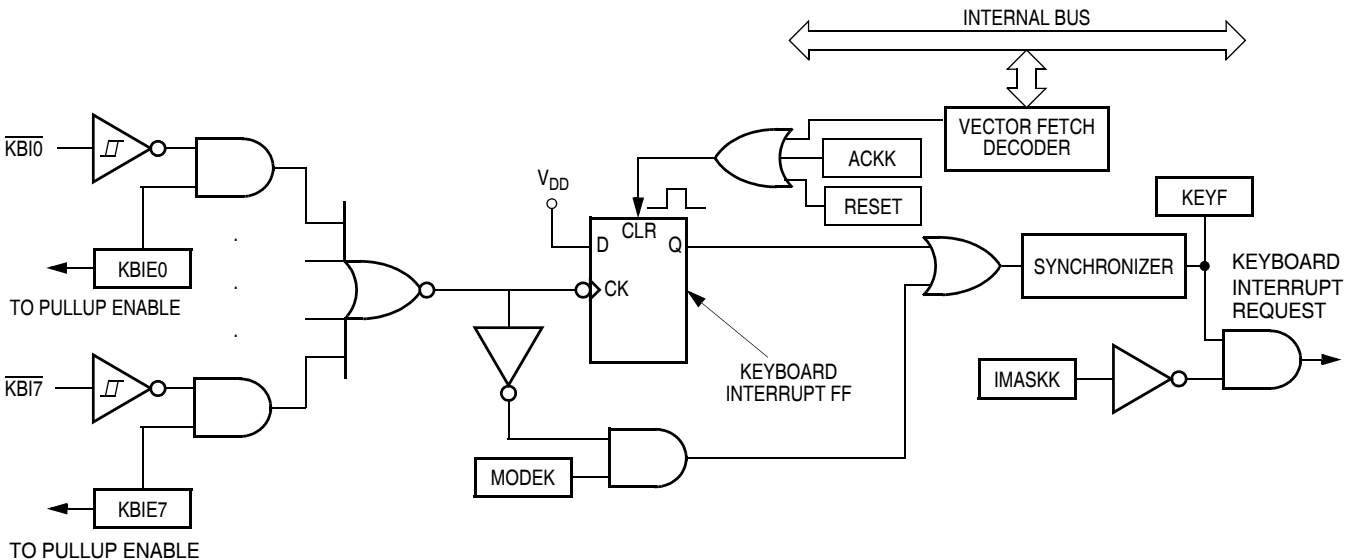 INTERNAL BUS
VECTOR FETCH
DECODER
ACKK
RESET
KBI0
KBIE0
TO PULLUP ENABLE
VDD
D
CLR
Q
CK
KEYBOARD
INTERRUPT FF
SYNCHRONIZER
KEYF
KEYBOARD
INTERRUPT
REQUEST
IMASKK
KBI7
KBIE7
TO PULLUP ENABLE
MODEK